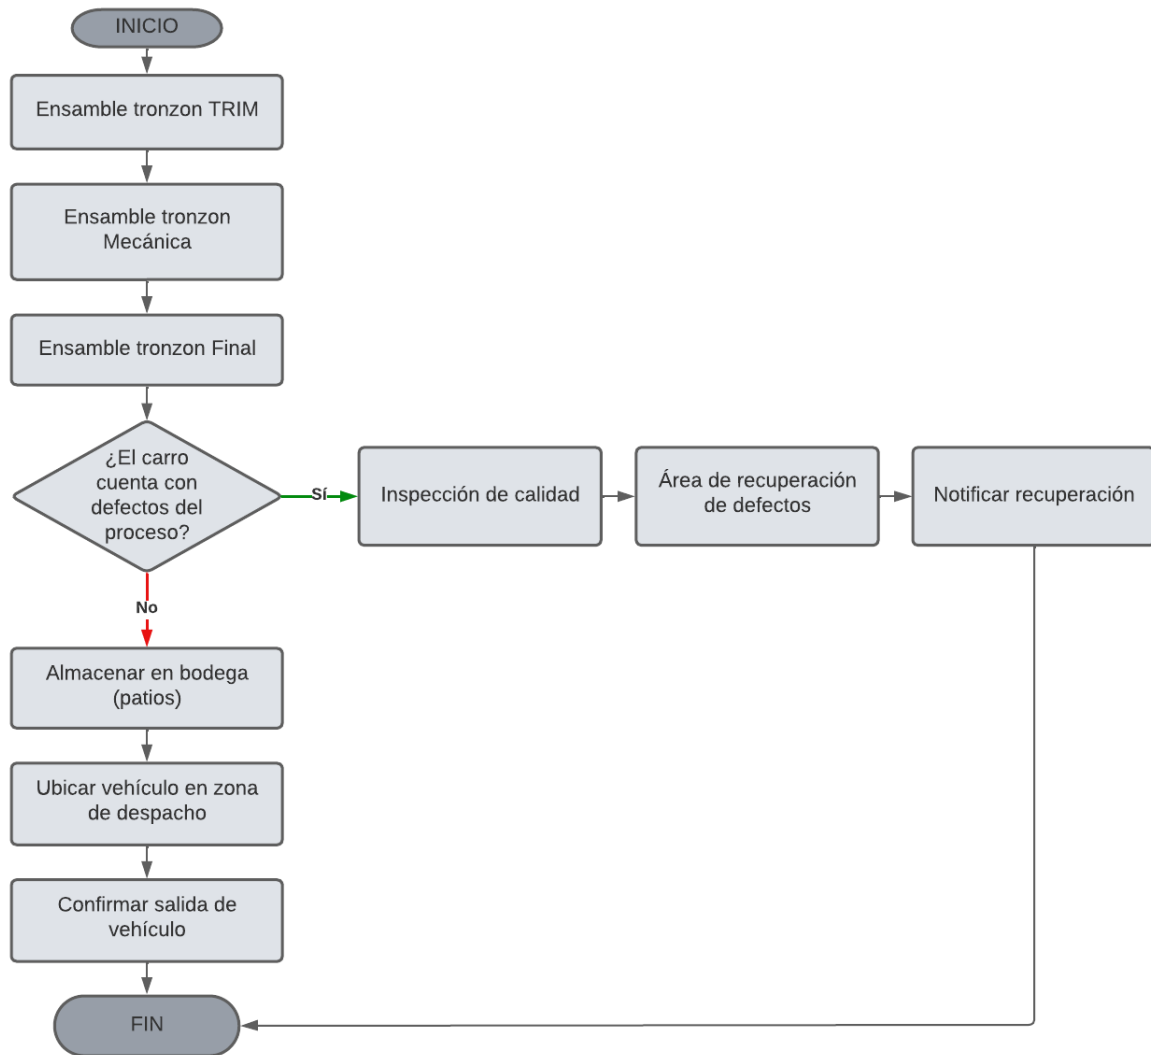 INICIO
Ensamble tronzon TRIM
Ensamble tronzon
Mecánica
Ensamble tronzon Final
¿El carro
cuenta con
defectos del
proceso?
Sí
Inspección de calidad
Área de recuperación
de defectos
Notificar recuperación
No
Almacenar en bodega
(patios)
Ubicar vehículo en zona
de despacho
Confirmar salida de
vehículo
FIN